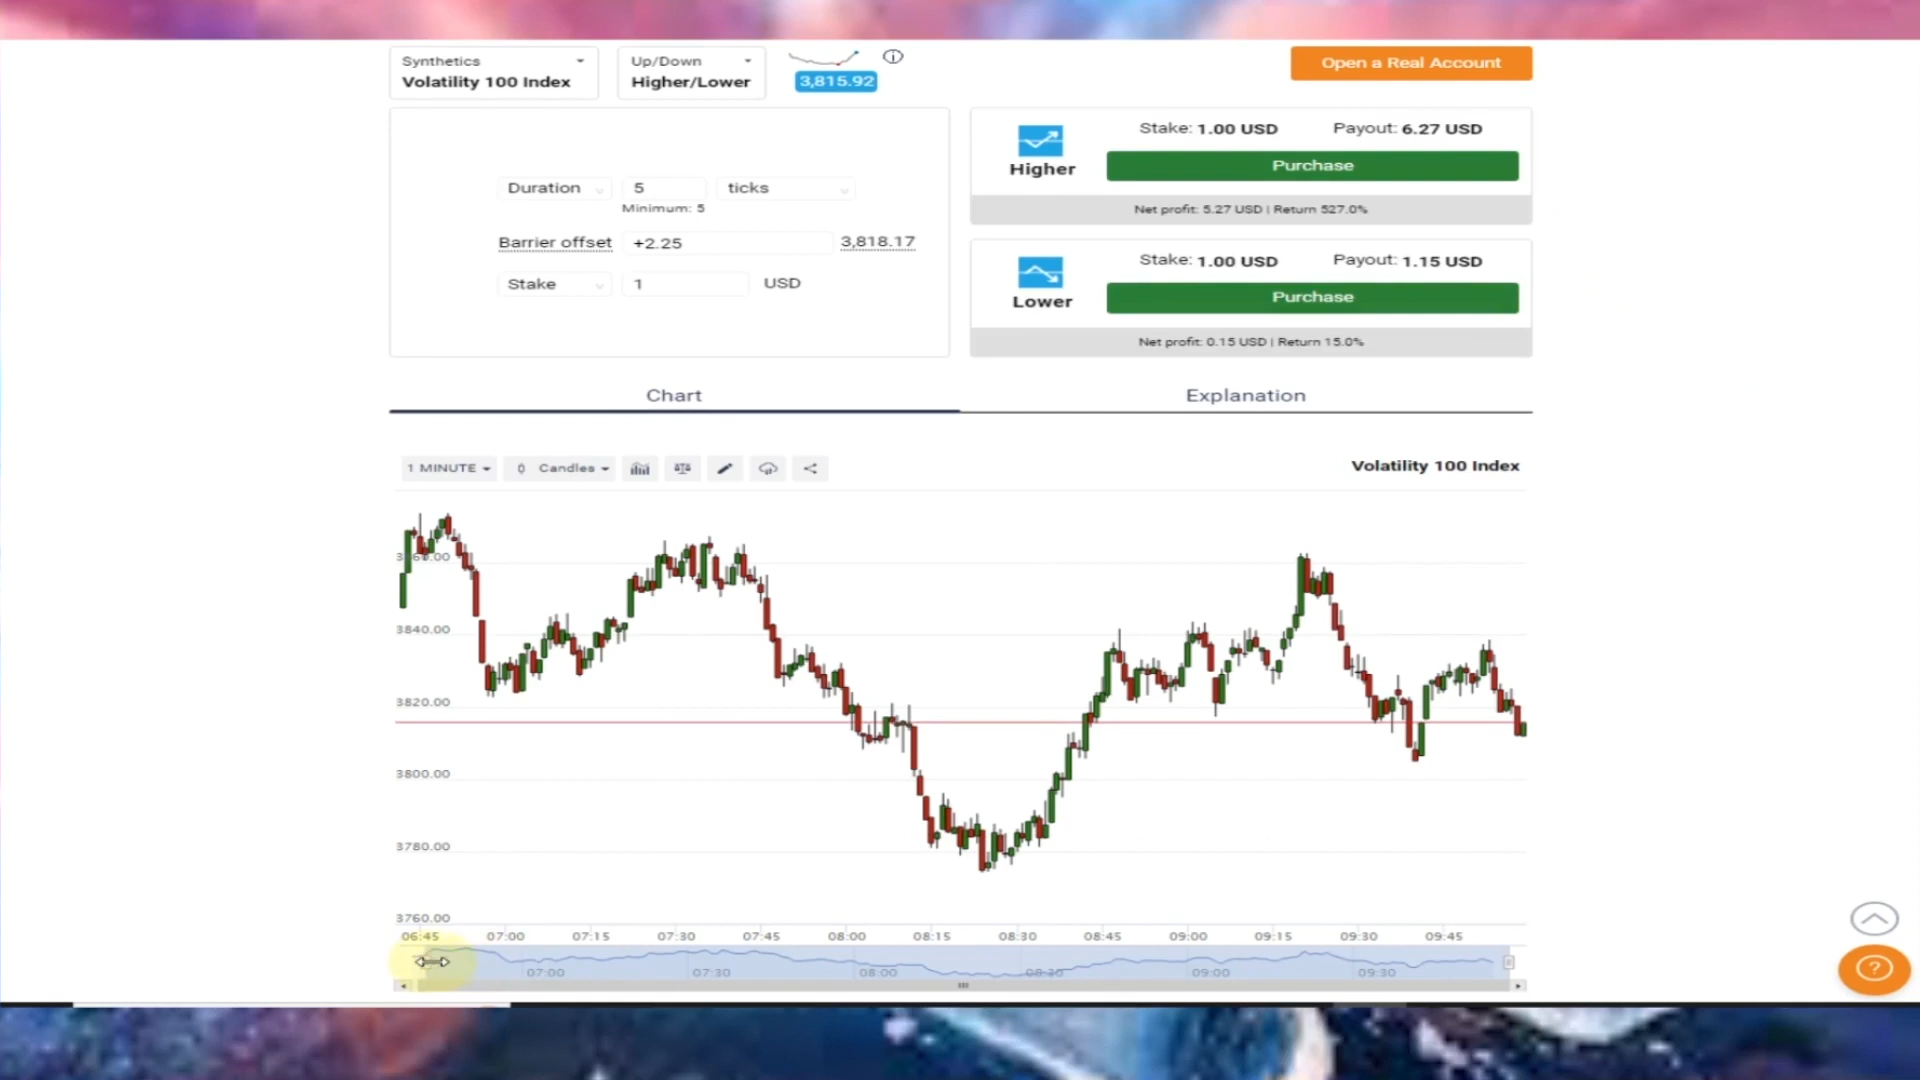 Synthetics
Volatility 100 Index
Up/Down
Higher/Lower
3,815.92
Open a Real Account
Duration 5 ticks
Minimum: 5
Barrier offset +2.25 3,818.17
Stake 1 USD
Higher
Stake: 1.00 USD Payout: 6.27 USD
Purchase
Net profit: 5.27 USD | Return 527.0%
Lower
Stake: 1.00 USD Payout: 1.15 USD
Purchase
Net profit: 0.15 USD | Return 15.0%
Chart Explanation
1 MINUTE Candles
Volatility 100 Index
3860.00
3840.00
3820.00
3800.00
3780.00
3760.00
06:45 07:00 07:15 07:30 07:45 08:00 08:15 08:30 08:45 09:00 09:15 09:30 09:45
07:00 07:30 08:00 08:30 09:00 09:30